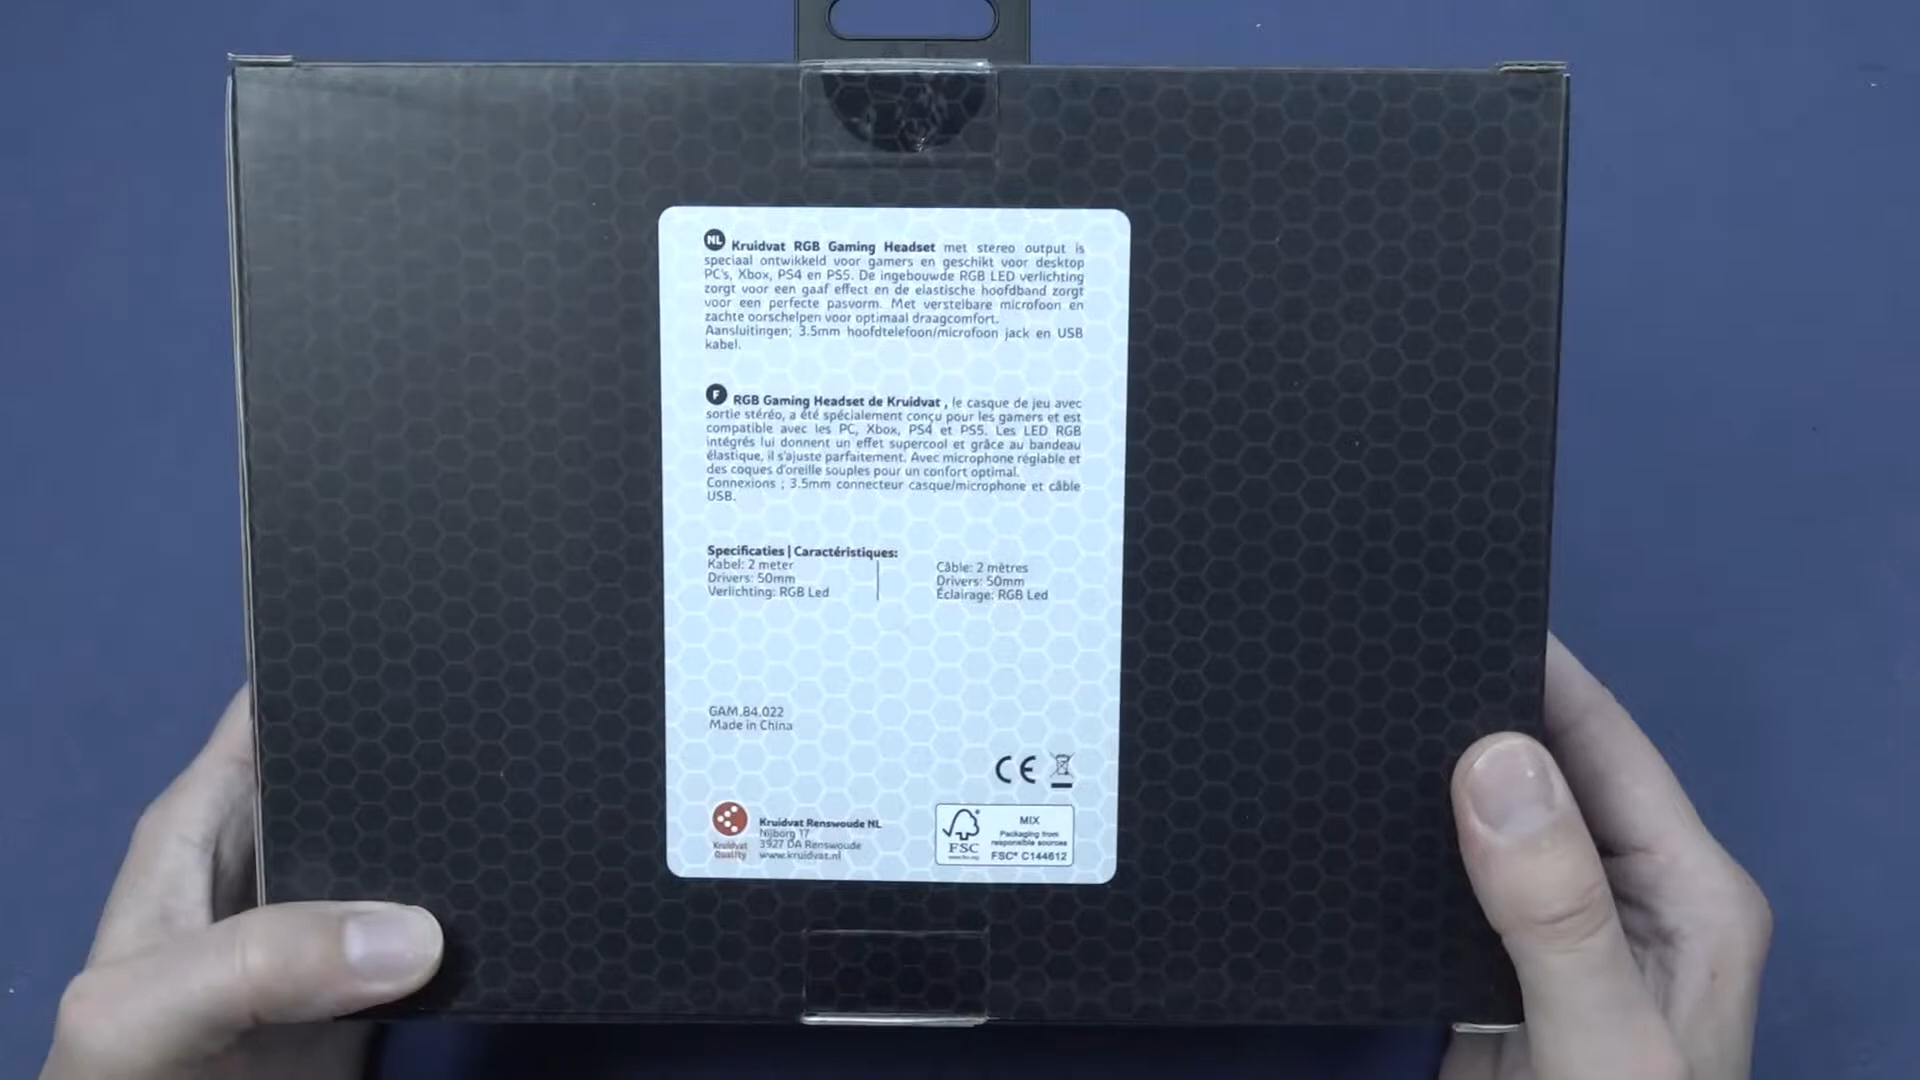 NL Kruidvat RGB Gaming Headset met stereo output is
speciaal ontwikkeld voor gamers en geschikt voor desktop
PC's, Xbox, PS4 en PS5. De ingebouwde RGB LED verlichting
zorgt voor een gaaf effect en de elastische hoofdband zorgt
voor een perfecte pasvorm. Met verstelbare microfoon en
zachte oorschelpen voor optimaal draagcomfort.
Aansluitingen; 3.5mm hoofdtelefoon/microfoon jack en USB
kabel.
F RGB Gaming Headset de Kruidvat , le casque de jeu avec
sortie stéréo, a été spécialement conçu pour les gamers et est
compatible avec les PC, Xbox, PS4 et PS5. Les LED RGB
intégrés lui donnent un effet supercool et grâce au bandeau
élastique, il s'ajuste parfaitement. Avec microphone réglable et
des coques d'oreille souples pour un confort optimal.
Connexions ; 3.5mm connecteur casque/microphone et câble
USB.
Specificaties | Caractéristiques:
Kabel: 2 meter
Drivers: 50mm
Verlichting: RGB Led
Câble: 2 mètres
Drivers: 50mm
Éclairage: RGB Led
GAM.84.022
Made in China
CE
Kruidvat
Quality
Kruidvat Renswoude NL
Nijborg 17
3927 DA Renswoude
www.kruidvat.nl
FSC
www.fsc.org
MIX
Packaging from
responsible sources
FSC® C144612